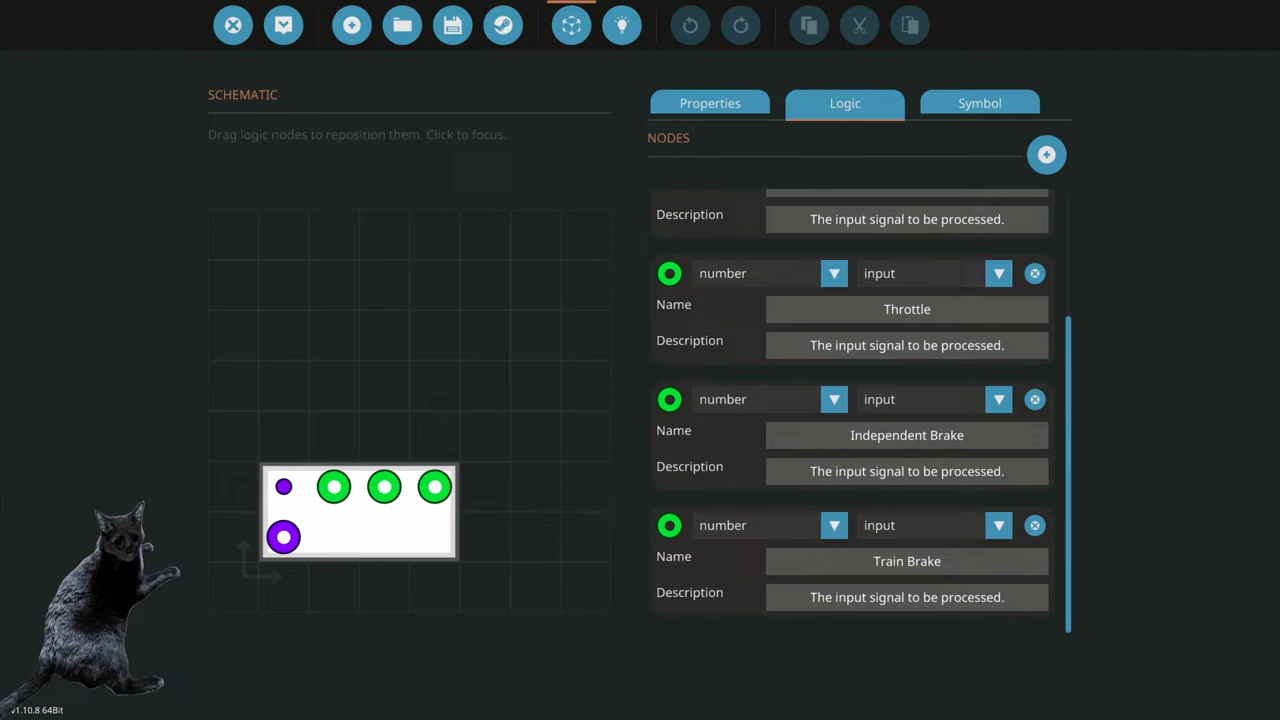 SCHEMATIC
Drag logic nodes to reposition them. Click to focus.
Properties
Logic
Symbol
NODES
Description
The input signal to be processed.
number
input
Name
Throttle
Description
The input signal to be processed.
number
input
Name
Independent Brake
Description
The input signal to be processed.
number
input
Name
Train Brake
Description
The input signal to be processed.
v1.10.8 64Bit